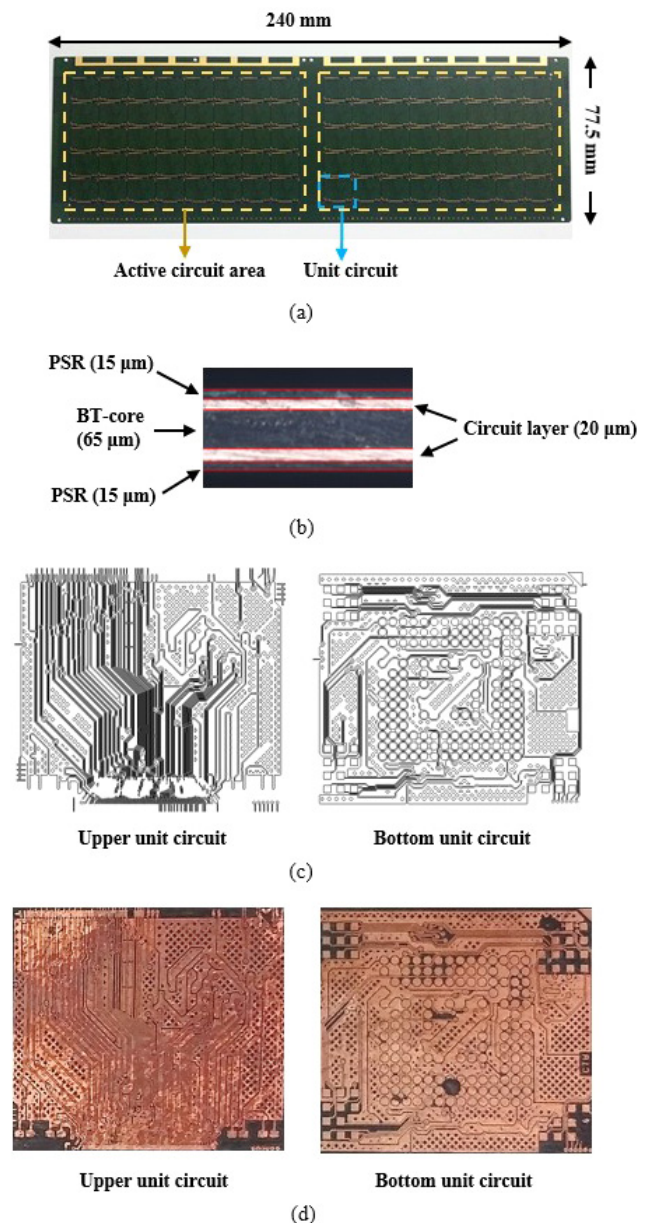 240 mm
77.5 mm
Active circuit area
Unit circuit
(a)
PSR (15 μm)
BT-core
(65 μm)
PSR (15 μm)
Circuit layer (20 μm)
(b)
Upper unit circuit
Bottom unit circuit
(c)
Upper unit circuit
Bottom unit circuit
(d)